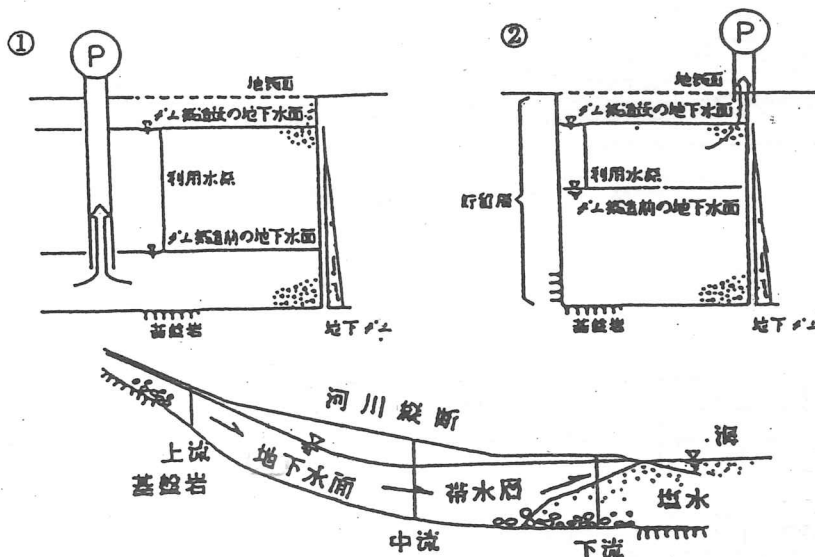 ①
P
地表面
ダム築造後の地下水面
利用水深
ダム築造前の地下水面
基盤岩
地下ダム
②
P
地表面
ダム築造後の地下水面
利用水深
ダム築造前の地下水面
貯留層
基盤岩
地下ダム
河川縦断
海
上流
地下水面
基盤岩
帯水層
塩水
中流
下流